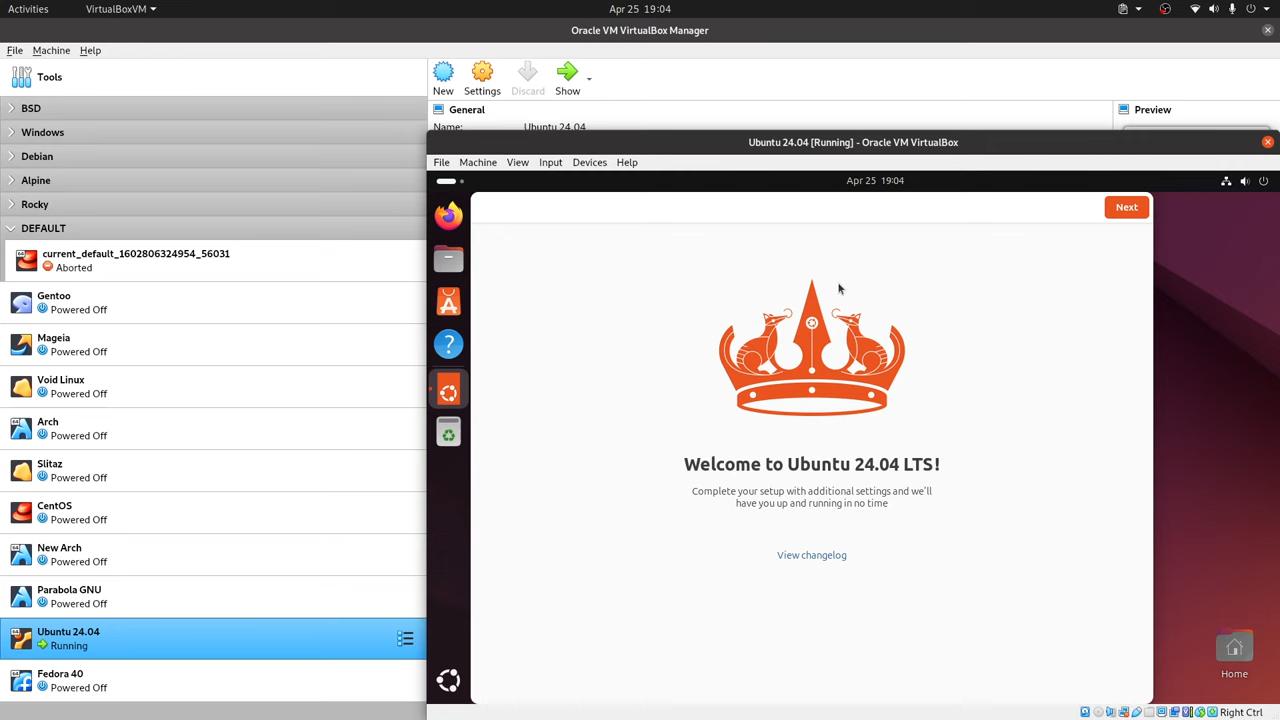 Activities VirtualBoxVM Apr 25 19:04
Oracle VM VirtualBox Manager
File Machine Help
Tools
New Settings Discard Show
BSD
Windows
Debian
Alpine
Rocky
DEFAULT
current_default_1602806324954_56031
Aborted
Gentoo
Powered Off
Mageia
Powered Off
Void Linux
Powered Off
Arch
Powered Off
Slitaz
Powered Off
CentOS
Powered Off
New Arch
Powered Off
Parabola GNU
Powered Off
Ubuntu 24.04
Running
Fedora 40
Powered Off
General
Preview
Name: Ubuntu 24.04
Ubuntu 24.04 [Running] - Oracle VM VirtualBox
File Machine View Input Devices Help
Apr 25 19:04
Next
Welcome to Ubuntu 24.04 LTS!
Complete your setup with additional settings and we'll
have you up and running in no time
View changelog
Home
Right Ctrl